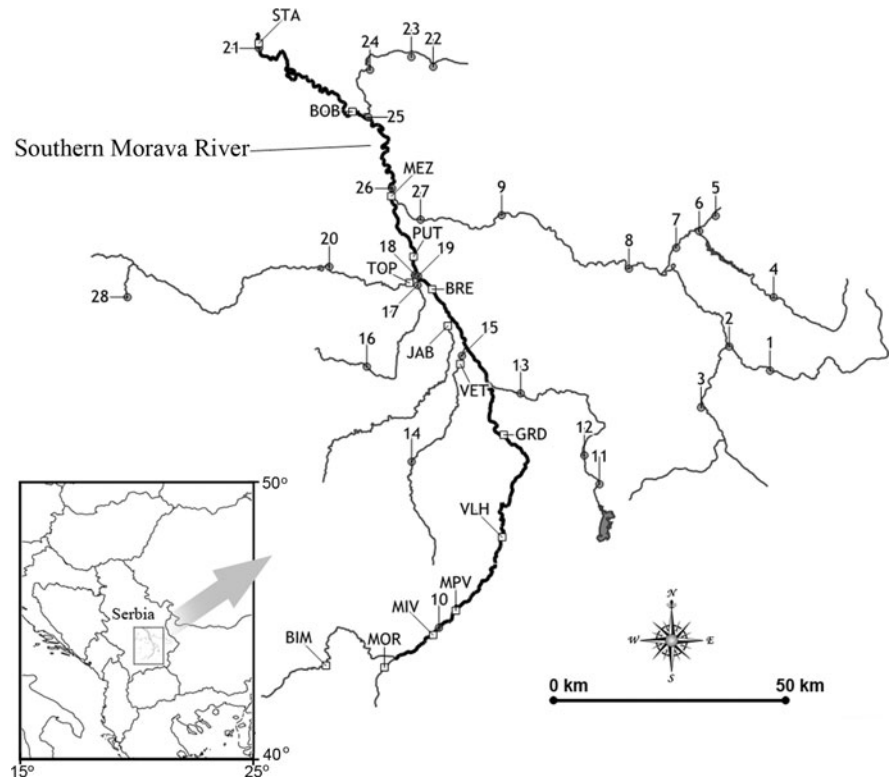 STA
21
23
22
24
BOB
25
Southern Morava River
MEZ
26
27
9
5
6
7
PUT
8
20
18
19
4
TOP
BRE
28
17
2
15
16
JAB
1
13
VET
3
GRD
12
14
11
50°
VLH
MPV
10
Serbia
MIV
N
BIM
MOR
W
E
S
0 km
50 km
40°
15°
25°